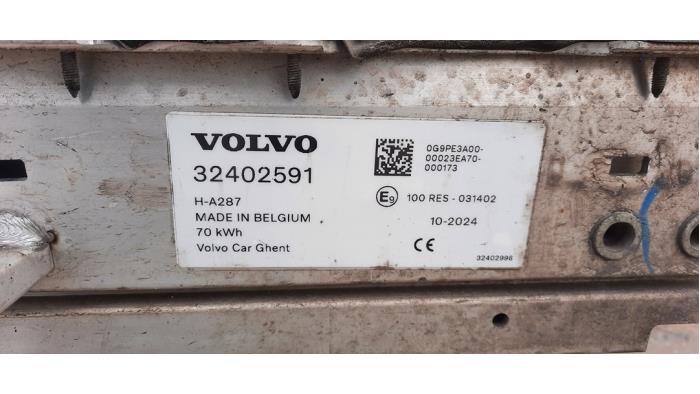 VOLVO
32402591
H-A287
MADE IN BELGIUM
70 kWh
Volvo Car Ghent
0G9PE3A00-
00023EA70-
000173
E9 100 RES - 031402
10-2024
CE
32402996